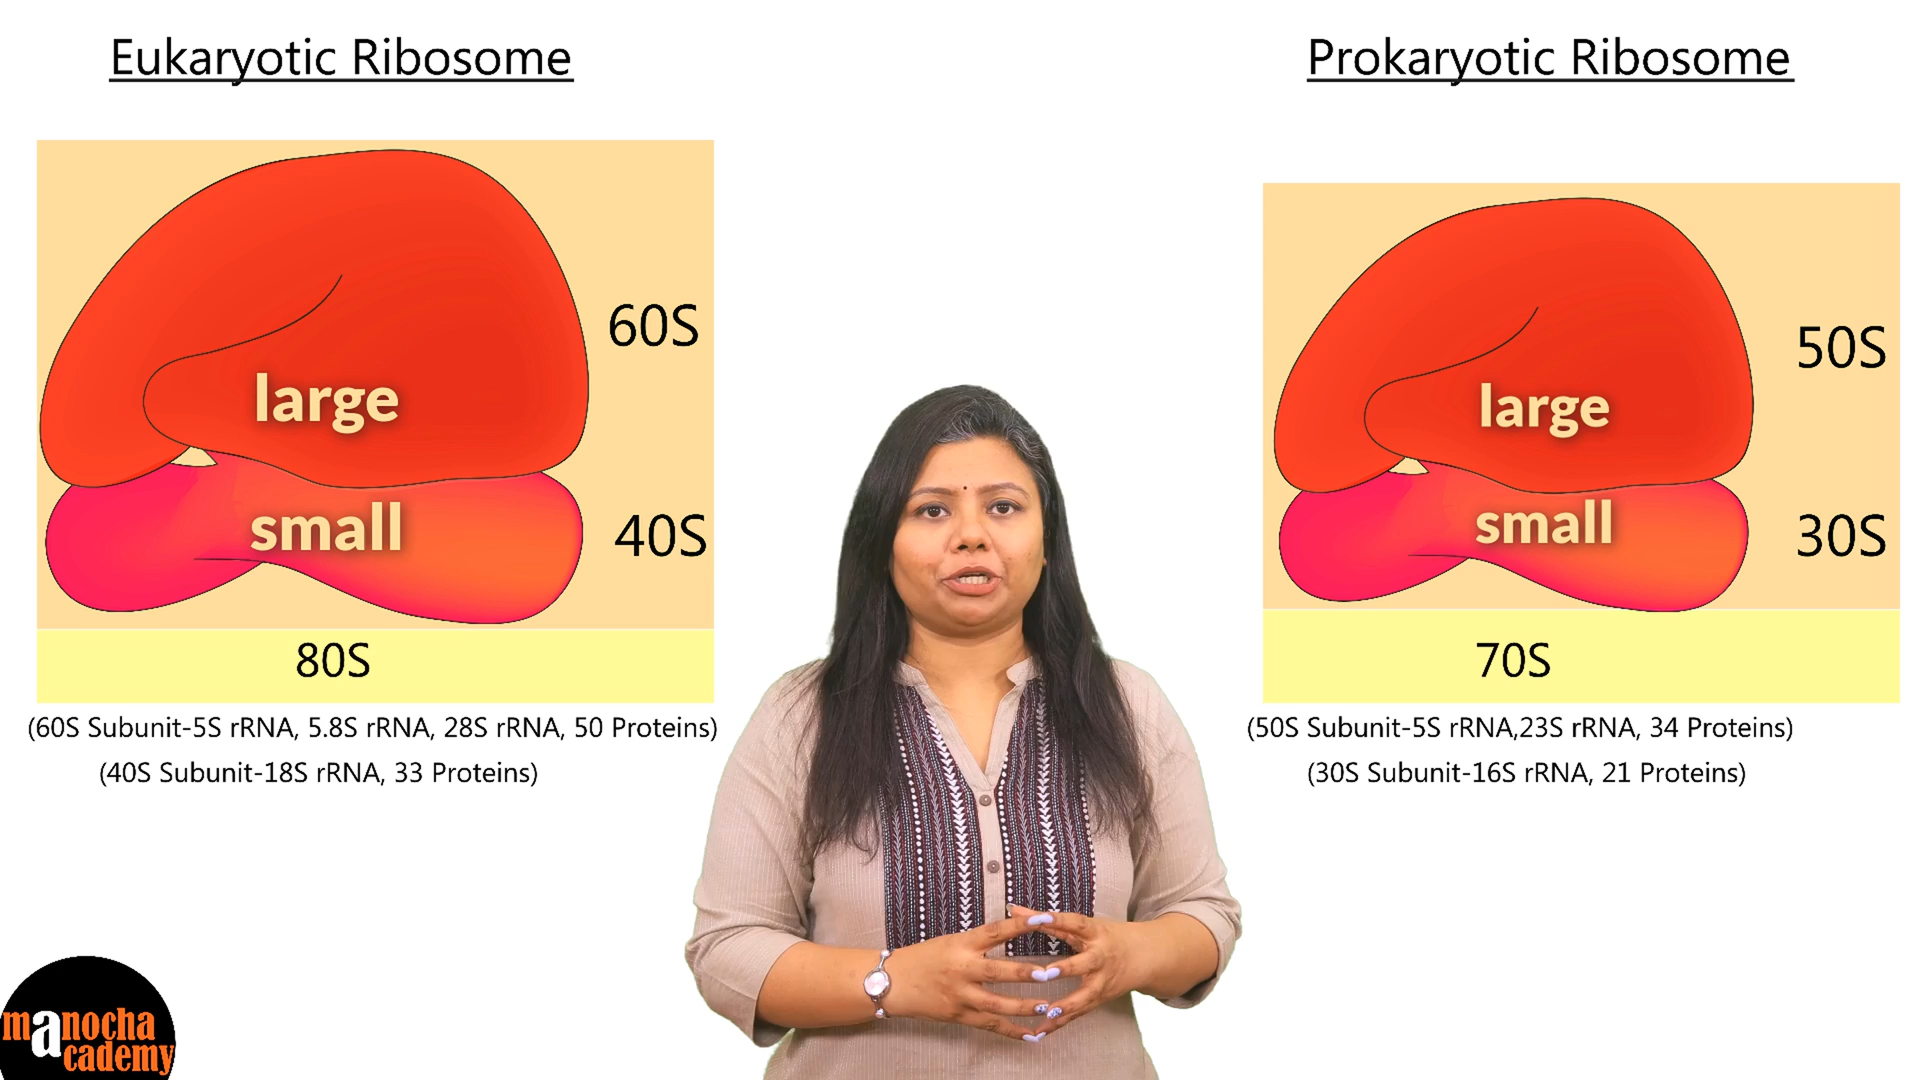 Eukaryotic Ribosome
60S
large
small
40S
80S
(60S Subunit-5S rRNA, 5.8S rRNA, 28S rRNA, 50 Proteins)
(40S Subunit-18S rRNA, 33 Proteins)
Prokaryotic Ribosome
50S
large
small
30S
70S
(50S Subunit-5S rRNA,23S rRNA, 34 Proteins)
(30S Subunit-16S rRNA, 21 Proteins)
manocha
academy